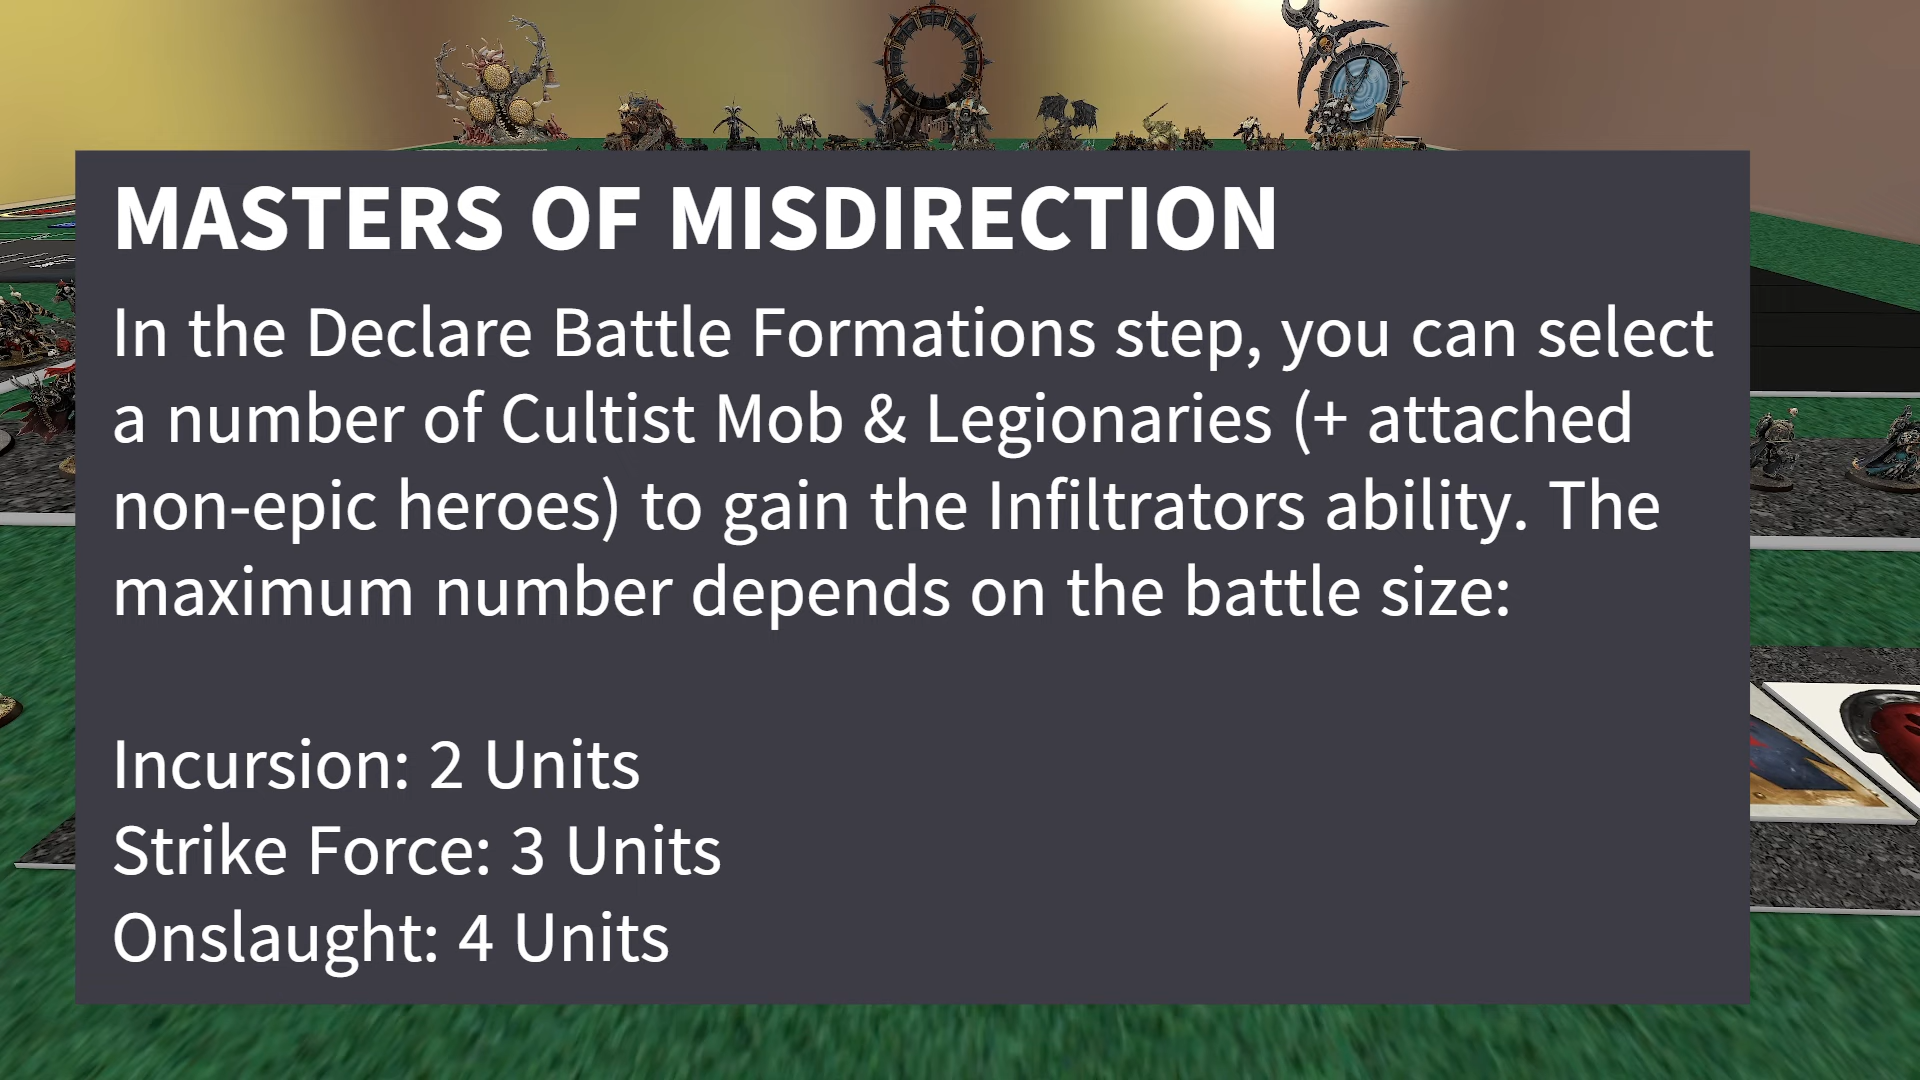 MASTERS OF MISDIRECTION
In the Declare Battle Formations step, you can select
a number of Cultist Mob & Legionaries (+ attached
non-epic heroes) to gain the Infiltrators ability. The
maximum number depends on the battle size:
Incursion: 2 Units
Strike Force: 3 Units
Onslaught: 4 Units